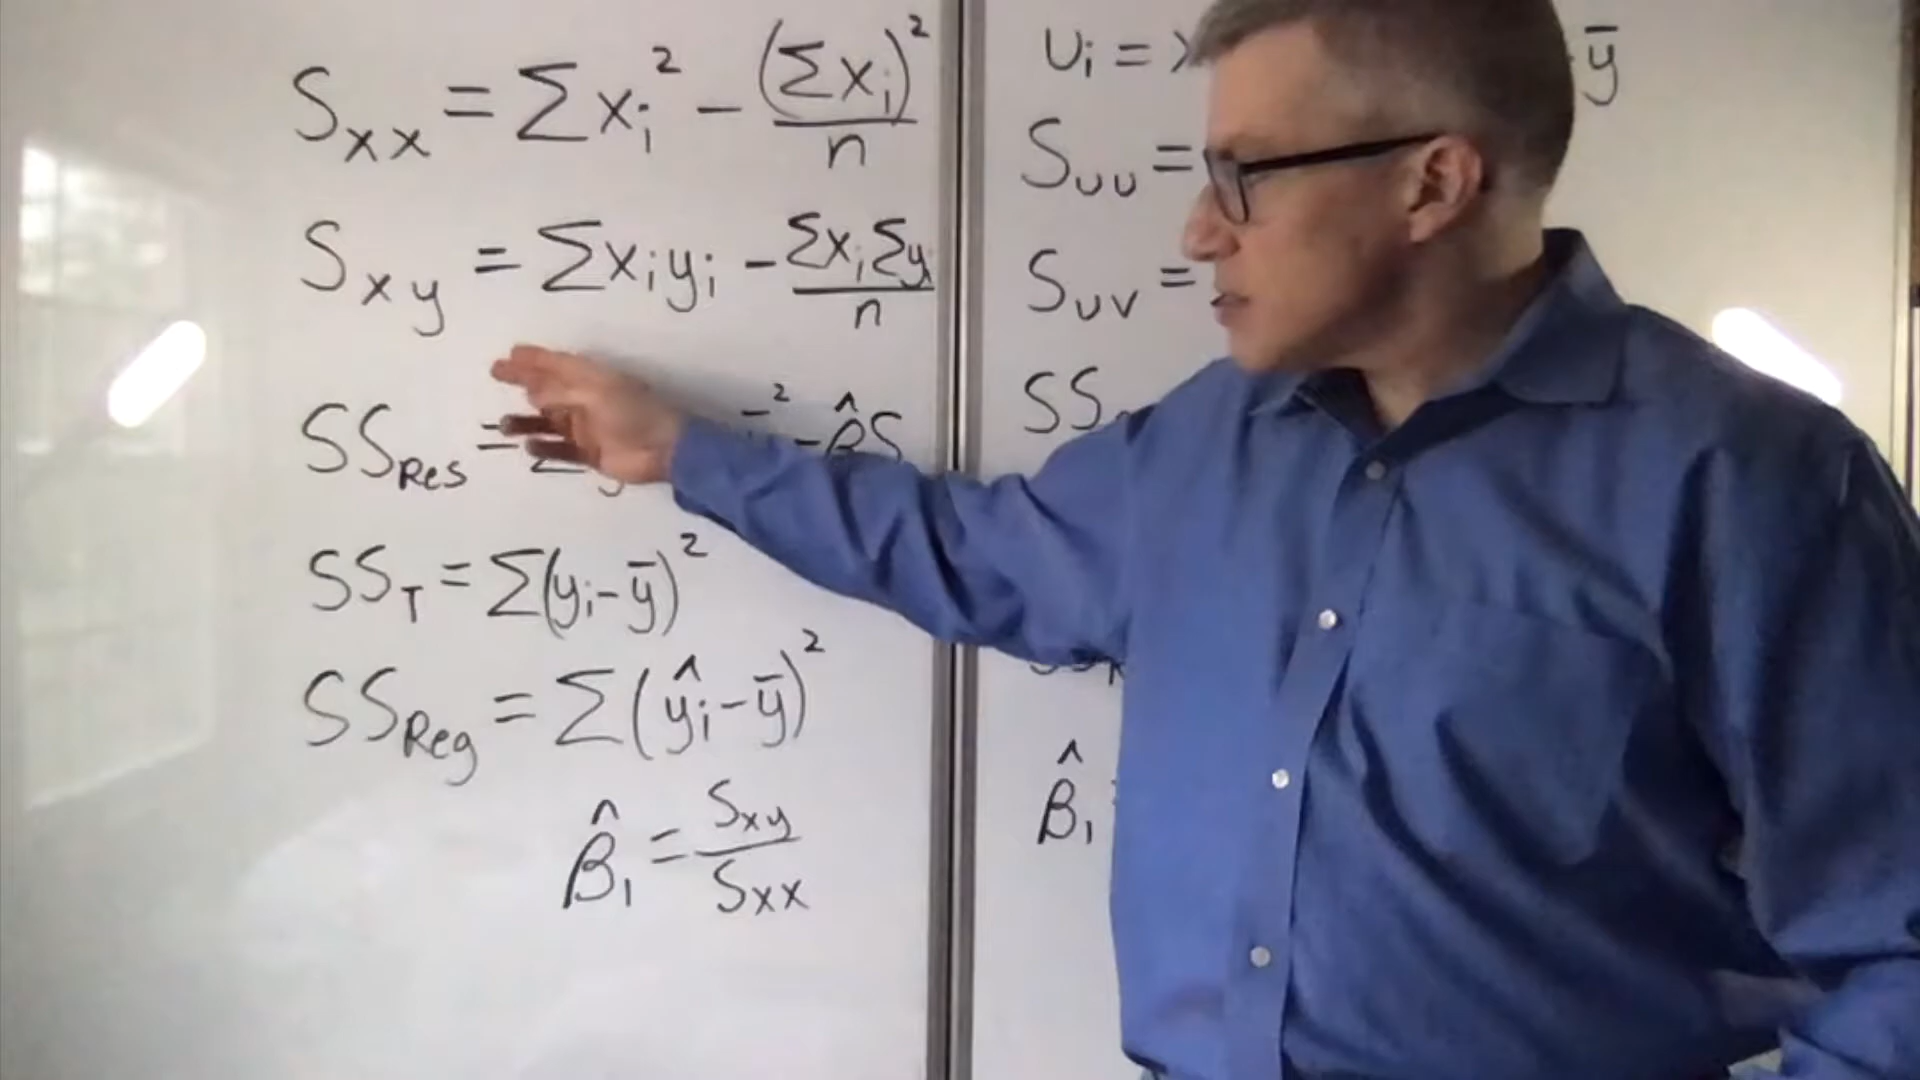 Sxx = Σxi² - (Σxi)²/n
Sxy = Σxiyi - ΣxiΣyi/n
SSRes =
SST = Σ(yi-ȳ)²
SSReg = Σ(ŷi-ȳ)²
β̂1 = Sxy/Sxx
Ui =
ȳ
Suu =
Suv =
SS
β̂1